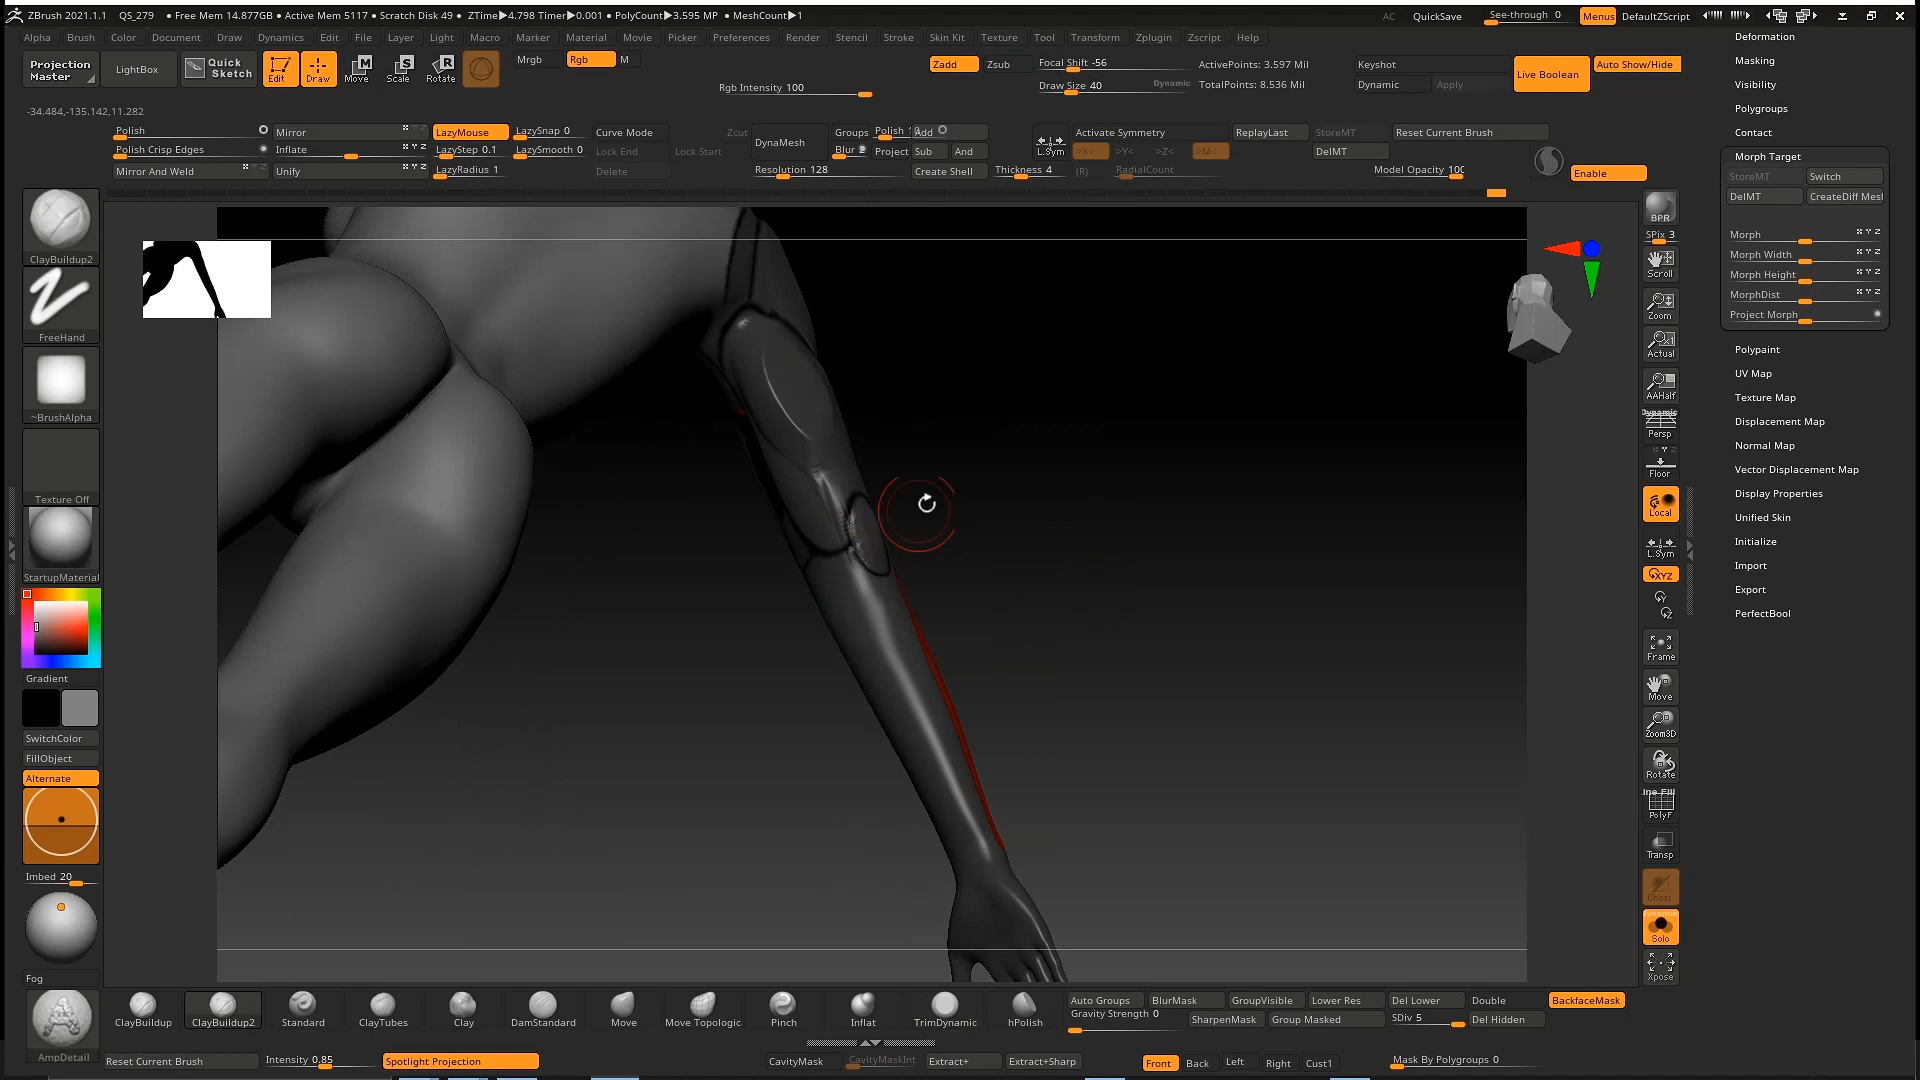 ZBrush 2021.1.1 QS_279 • Free Mem 14.877GB • Active Mem 5117 • Scratch Disk 49 • ZTime▶4.798 Timer▶0.001 • PolyCount▶3.595 MP • MeshCount▶1
AC QuickSave See-through 0 Menus DefaultZScript
Alpha Brush Color Document Draw Dynamics Edit File Layer Light Macro Marker Material Movie Picker Preferences Render Stencil Stroke Skin Kit Texture Tool Transform Zplugin Zscript Help
Projection Master
LightBox
Quick Sketch
Edit
Draw
Move
Scale
Rotate
Mrgb Rgb M
Rgb Intensity 100
Zadd Zsub
Focal Shift -56
Draw Size 40 Dynamic
ActivePoints: 3.597 Mil
TotalPoints: 8.536 Mil
Keyshot
Dynamic Apply
Live Boolean
Auto Show/Hide
-34.484,-135.142,11.282
Polish
Polish Crisp Edges
Mirror And Weld
Mirror
Inflate
Unify
LazyMouse
LazyStep 0.1
LazyRadius 1
LazySnap 0
LazySmooth 0
Curve Mode
Lock End
Delete
Zcut
Lock Start
DynaMesh
Groups
Blur 2
Resolution 128
Polish 1
Project
Add
Sub And
Create Shell
Thickness 4
L.Sym
Activate Symmetry
>X< >Y< >Z< >M<
(R) RadialCount
ReplayLast
StoreMT
DelMT
Reset Current Brush
Model Opacity 100
Enable
ClayBuildup2
FreeHand
~BrushAlpha
Texture Off
StartupMaterial
Gradient
SwitchColor
FillObject
Alternate
Imbed 20
Fog
AmpDetail
BPR
SPix 3
Scroll
Zoom
Actual
AAHalf
Dynamic
Persp
Floor
Local
L.Sym
XYZ
Y
Z
Frame
Move
Zoom3D
Rotate
Line Fill
PolyF
Transp
Ghost
Dynamic
Solo
Xpose
Deformation
Masking
Visibility
Polygroups
Contact
Morph Target
StoreMT Switch
DelMT CreateDiff Mesl
Morph
Morph Width
Morph Height
MorphDist
Project Morph
Polypaint
UV Map
Texture Map
Displacement Map
Normal Map
Vector Displacement Map
Display Properties
Unified Skin
Initialize
Import
Export
PerfectBool
ClayBuildup ClayBuildup2 Standard ClayTubes Clay DamStandard Move Move Topologic Pinch Inflat TrimDynamic hPolish
Auto Groups BlurMask GroupVisible Lower Res Del Lower Double BackfaceMask
Gravity Strength 0 SharpenMask Group Masked SDiv 5 Del Hidden
Reset Current Brush Intensity 0.85 Spotlight Projection CavityMask CavityMaskInt Extract+ Extract+Sharp Front Back Left Right Cust1 Mask By Polygroups 0